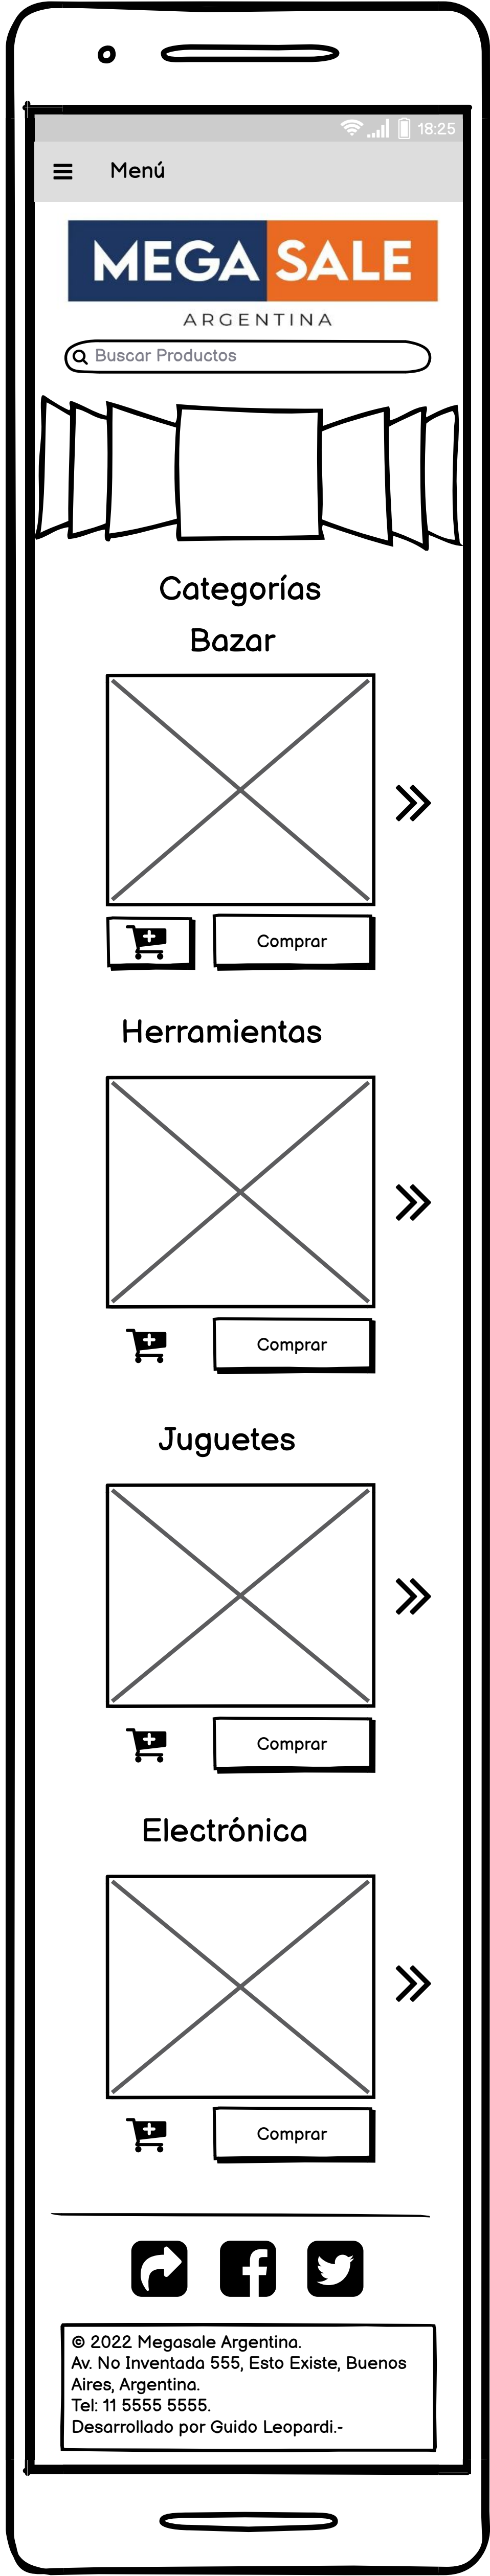 18:25
Menú
MEGA SALE
ARGENTINA
Buscar Productos
Categorías
Bazar
Comprar
Herramientas
Comprar
Juguetes
Comprar
Electrónica
Comprar
© 2022 Megasale Argentina.
Av. No Inventada 555, Esto Existe, Buenos
Aires, Argentina.
Tel: 11 5555 5555.
Desarrollado por Guido Leopardi.-